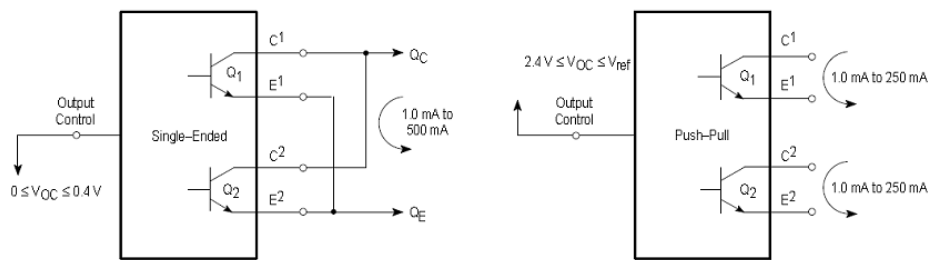 C1
QC
Q1
E1
Output
Control
Single–Ended
1.0 mA to
500 mA
C2
0 ≤ VOC ≤ 0.4 V
Q2
E2
QE
2.4 V ≤ VOC ≤ Vref
C1
Q1
1.0 mA to 250 mA
E1
Output
Control
Push–Pull
C2
Q2
1.0 mA to 250 mA
E2